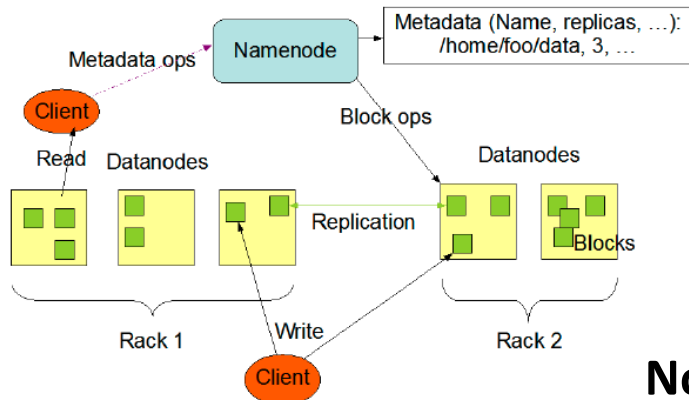 Metadata (Name, replicas, …):
/home/foo/data, 3, …
Namenode
Metadata ops
Client
Block ops
Read
Datanodes
Datanodes
Replication
Blocks
Rack 1
Write
Rack 2
Client